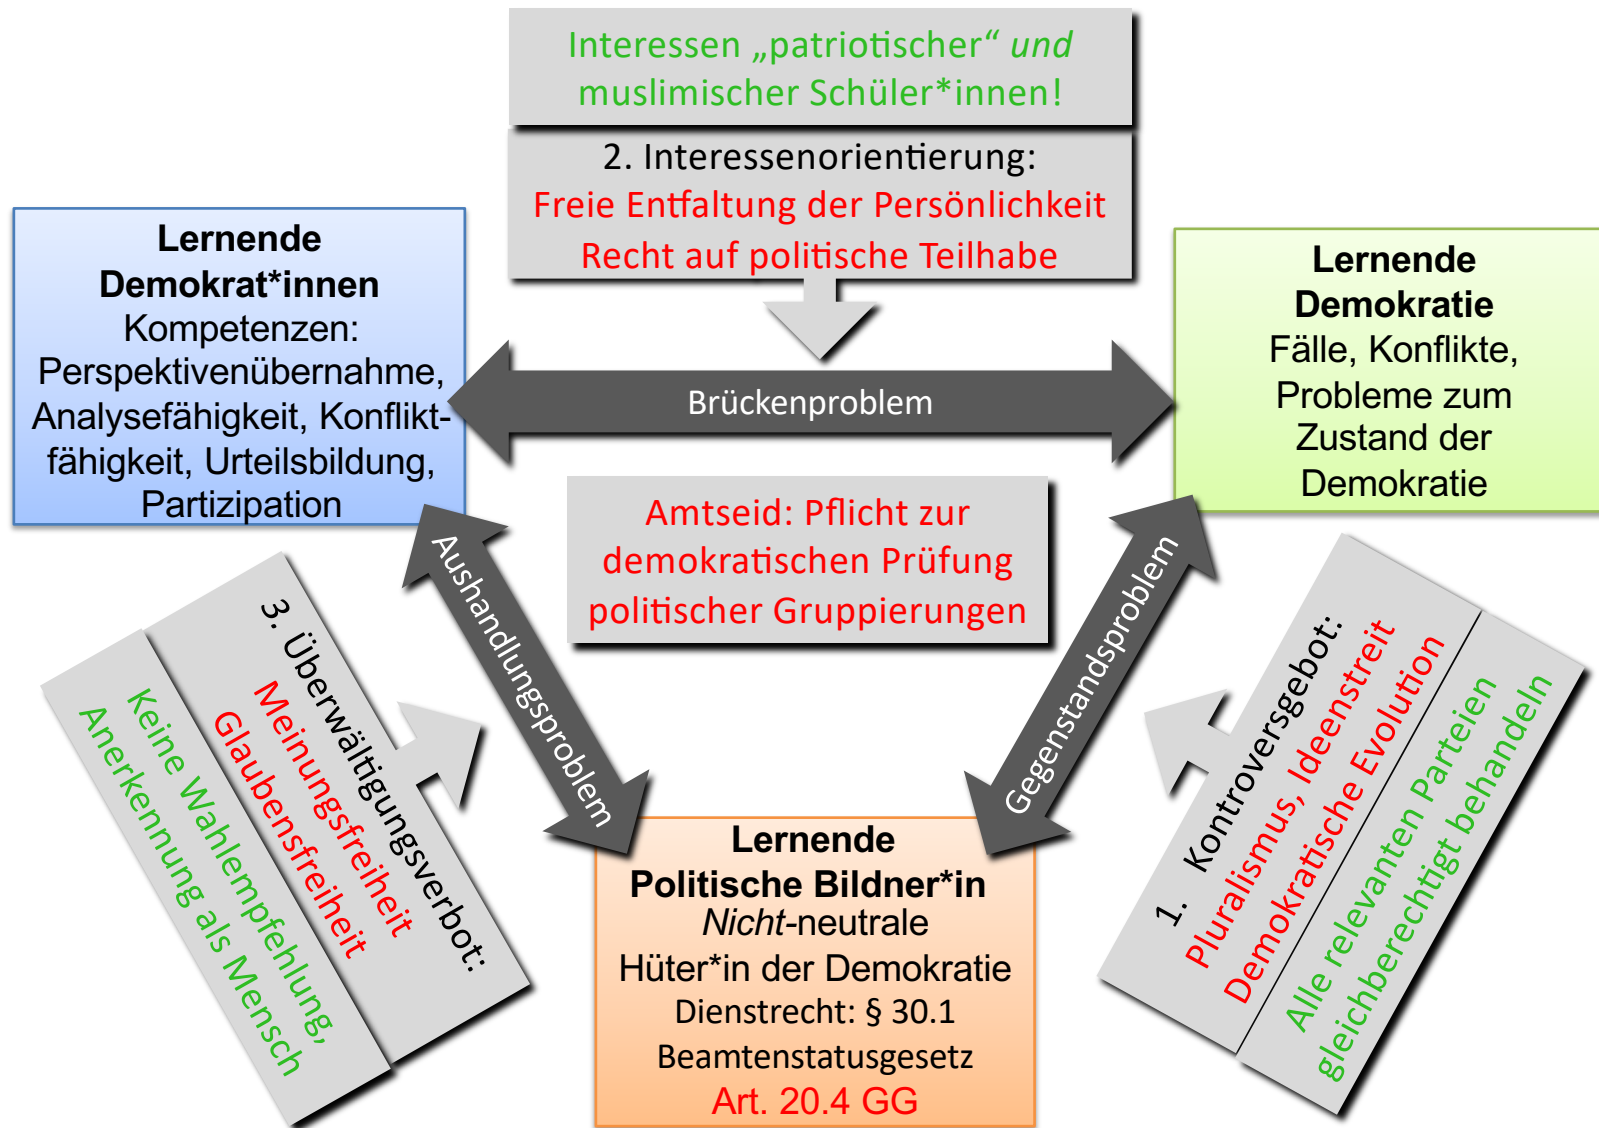 Interessen „patriotischer“ und
muslimischer Schüler*innen!
2. Interessenorientierung:
Freie Entfaltung der Persönlichkeit
Recht auf politische Teilhabe
Lernende
Demokrat*innen
Kompetenzen:
Perspektivenübernahme,
Analysefähigkeit, Konflikt-
fähigkeit, Urteilsbildung,
Partizipation
Brückenproblem
Lernende
Demokratie
Fälle, Konflikte,
Probleme zum
Zustand der
Demokratie
Amtseid: Pflicht zur
demokratischen Prüfung
politischer Gruppierungen
Aushandlungsproblem
Gegenstandsproblem
3. Überwältigungsverbot:
Meinungsfreiheit
Glaubensfreiheit
Keine Wahlempfehlung,
Anerkennung als Mensch
1. Kontroversgebot:
Pluralismus, Ideenstreit
Demokratische Evolution
Alle relevanten Parteien
gleichberechtigt behandeln
Lernende
Politische Bildner*in
Nicht-neutrale
Hüter*in der Demokratie
Dienstrecht: § 30.1
Beamtenstatusgesetz
Art. 20.4 GG